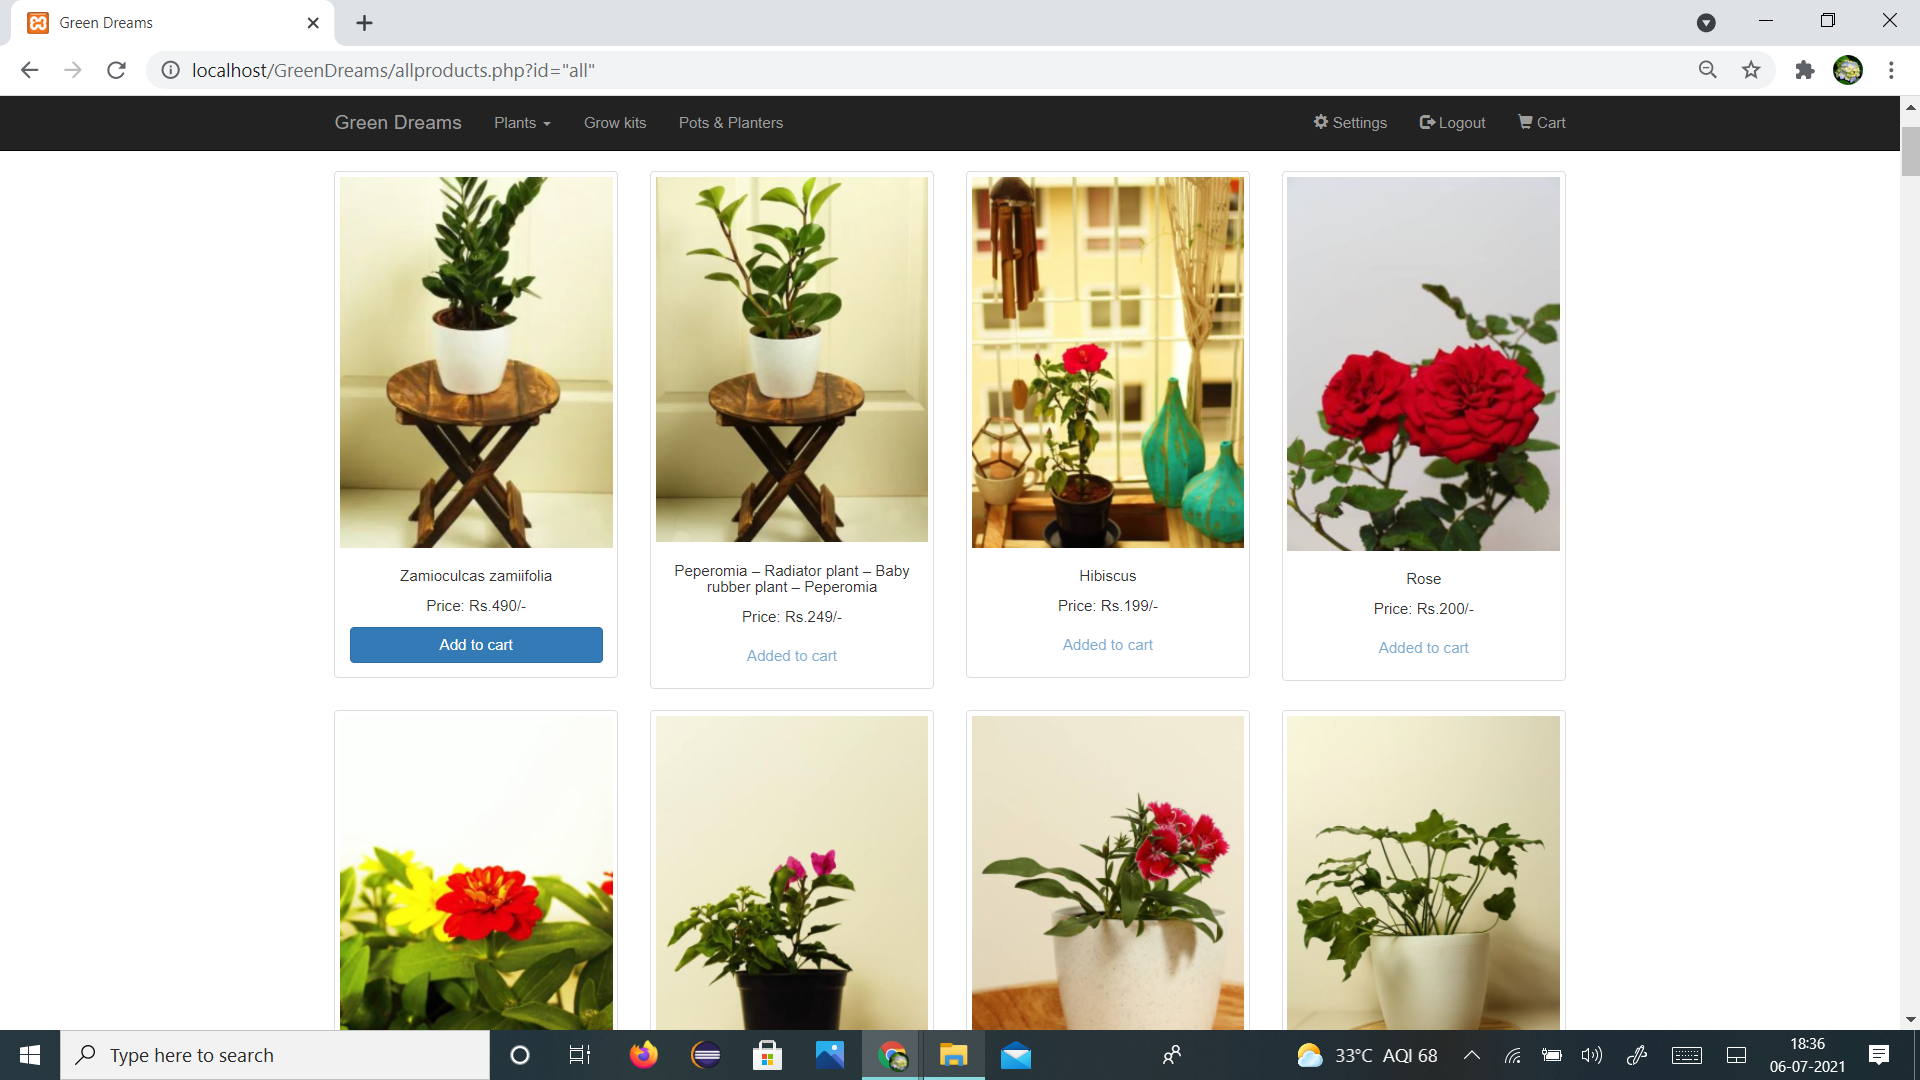 Green Dreams
localhost/GreenDreams/allproducts.php?id="all"
Green Dreams Plants Grow kits Pots & Planters Settings Logout Cart
Zamioculcas zamiifolia
Price: Rs.490/-
Add to cart
Peperomia – Radiator plant – Baby
rubber plant – Peperomia
Price: Rs.249/-
Added to cart
Hibiscus
Price: Rs.199/-
Added to cart
Rose
Price: Rs.200/-
Added to cart
Type here to search
33°C AQI 68
18:36
06-07-2021